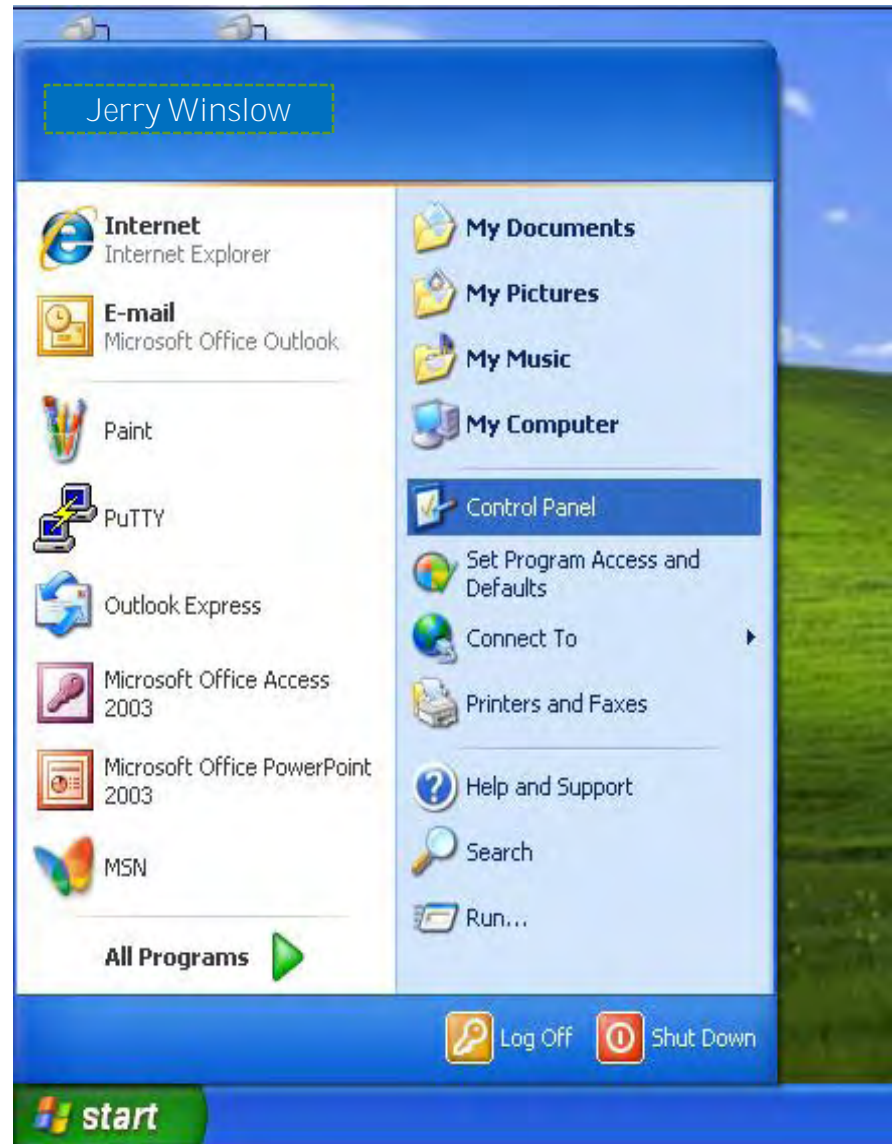 Jerry Winslow
Internet
Internet Explorer
E-mail
Microsoft Office Outlook
Paint
PuTTY
Outlook Express
Microsoft Office Access
2003
Microsoft Office PowerPoint
2003
MSN
All Programs
My Documents
My Pictures
My Music
My Computer
Control Panel
Set Program Access and
Defaults
Connect To
Printers and Faxes
Help and Support
Search
Run...
Log Off
Shut Down
start